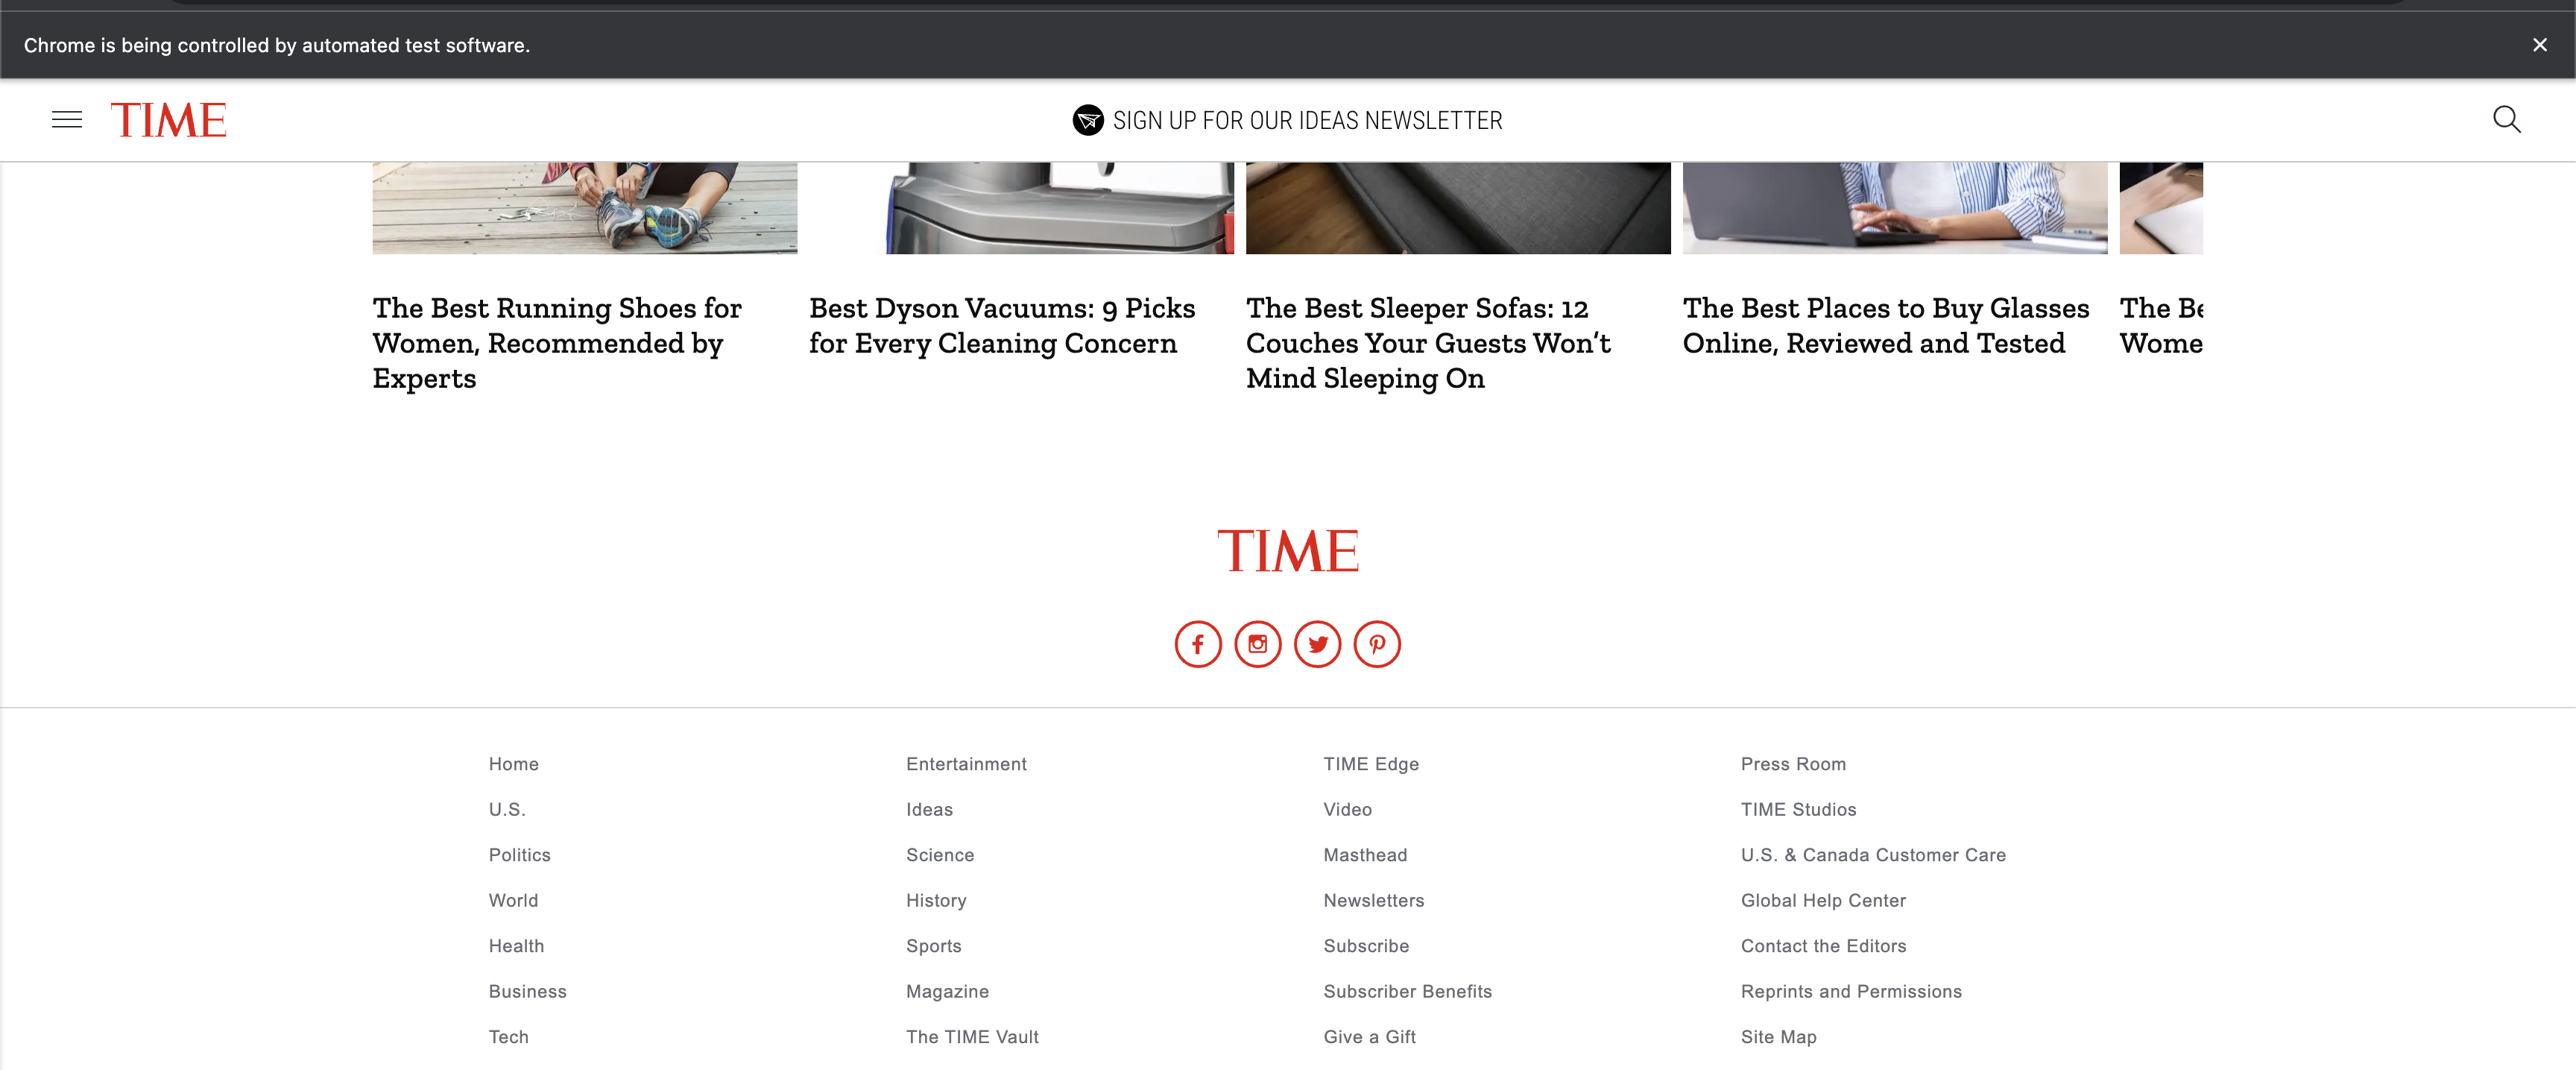 Chrome is being controlled by automated test software.
TIME
SIGN UP FOR OUR IDEAS NEWSLETTER
The Best Running Shoes for
Women, Recommended by
Experts
Best Dyson Vacuums: 9 Picks
for Every Cleaning Concern
The Best Sleeper Sofas: 12
Couches Your Guests Won’t
Mind Sleeping On
The Best Places to Buy Glasses
Online, Reviewed and Tested
The
TIME
Home
U.S.
Politics
World
Health
Business
Tech
Entertainment
Ideas
Science
History
Sports
Magazine
The TIME Vault
TIME Edge
Video
Masthead
Newsletters
Subscribe
Subscriber Benefits
Give a Gift
Press Room
TIME Studios
U.S. & Canada Customer Care
Global Help Center
Contact the Editors
Reprints and Permissions
Site Map